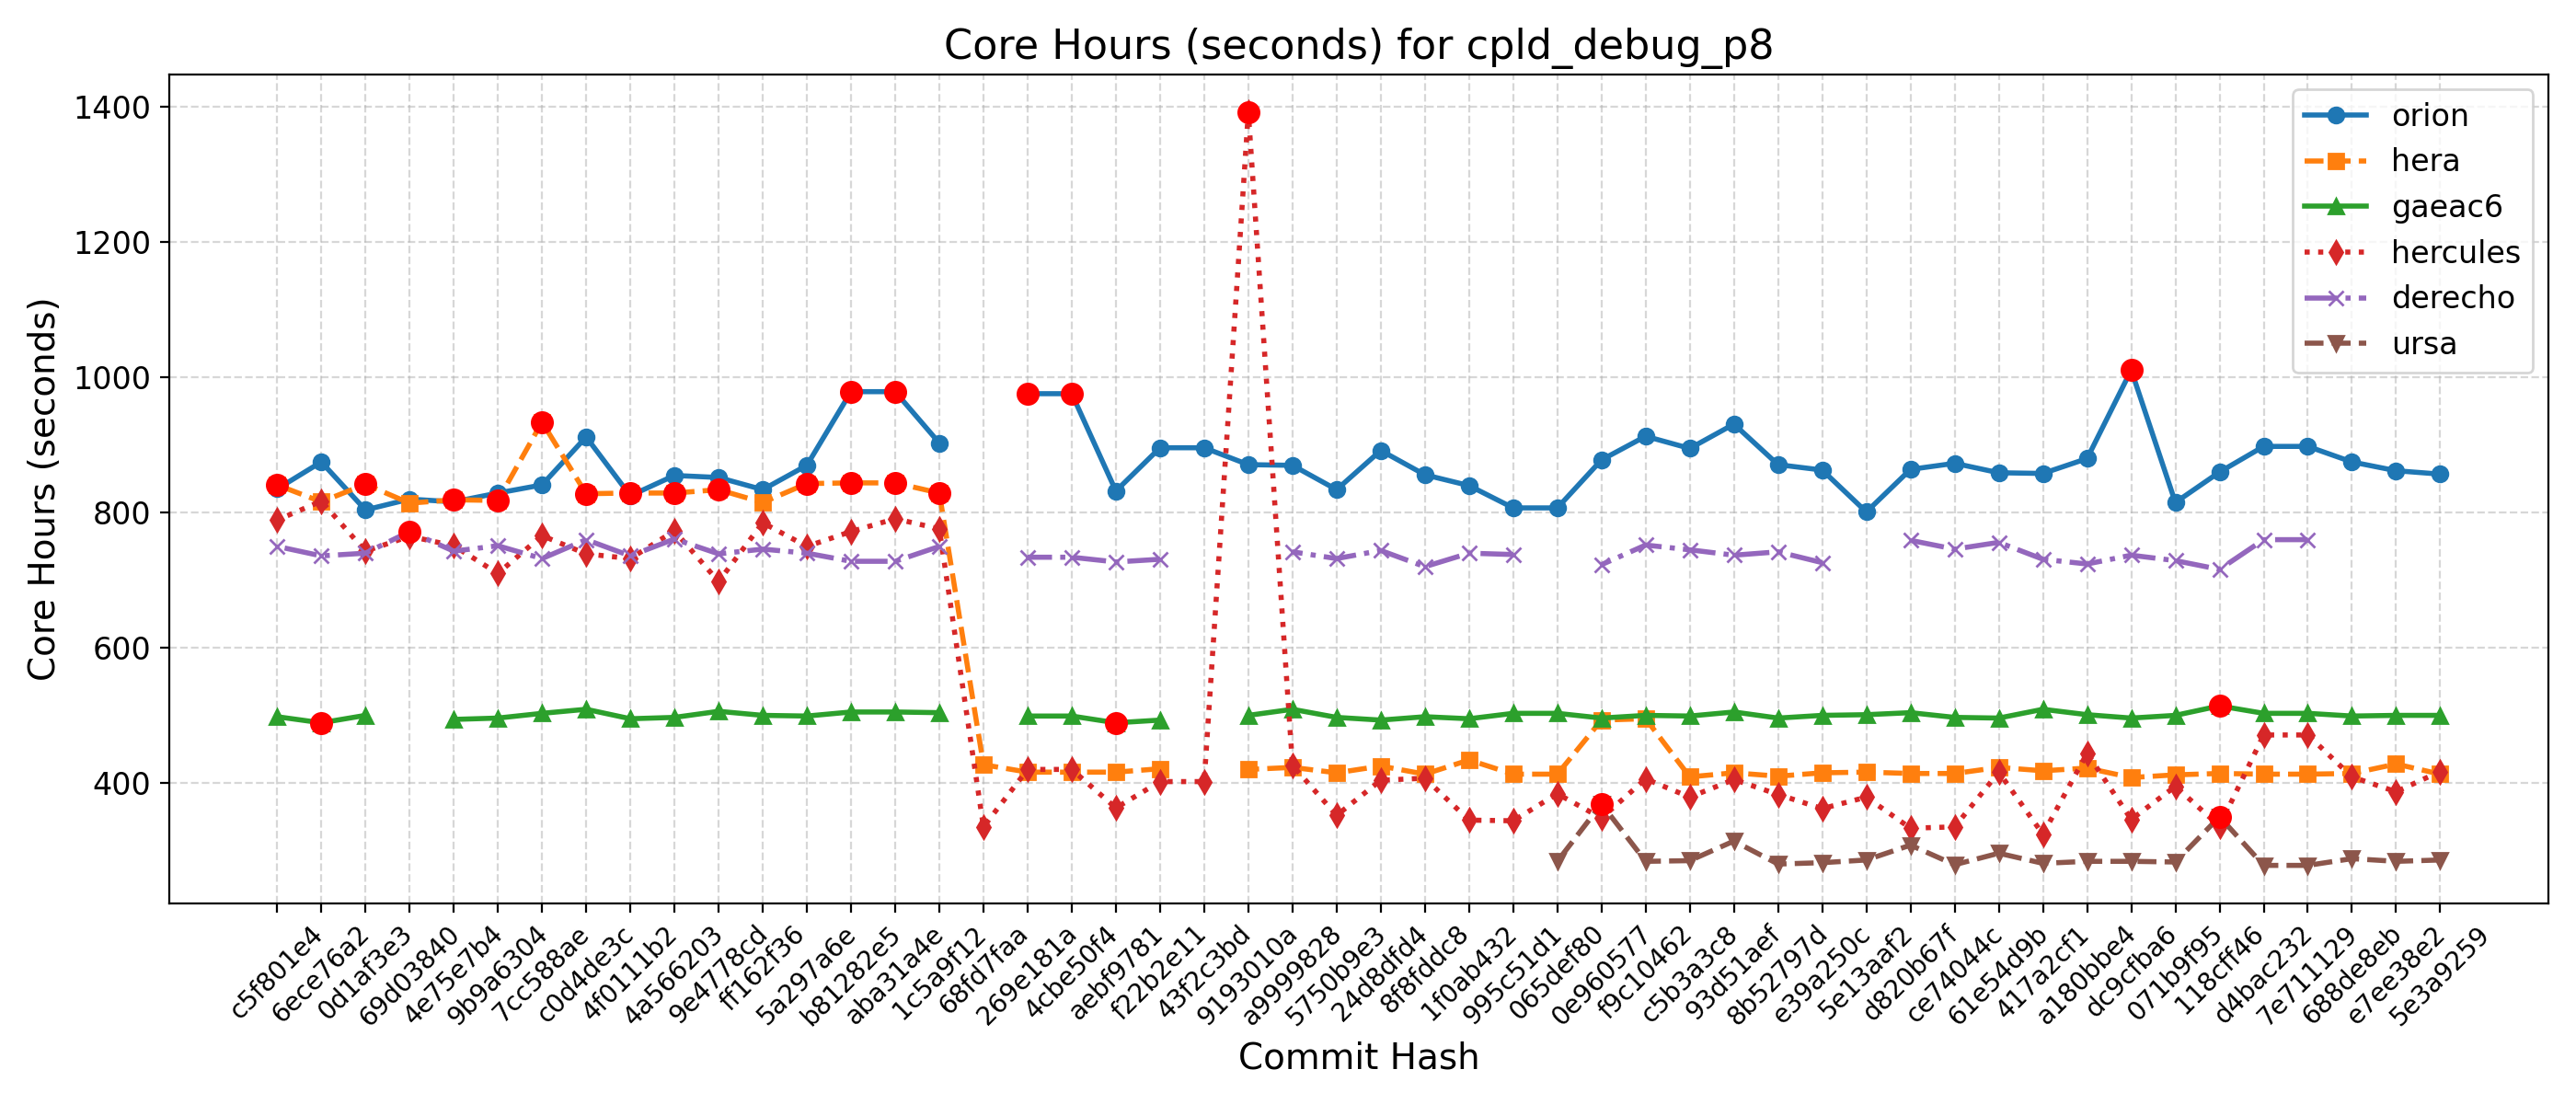 Core Hours (seconds) for cpld_debug_p8
1400
1200
1000
800
600
400
Core Hours (seconds)
orion
hera
gaeac6
hercules
derecho
ursa
c5f801e4
6ece76a2
0d1af3e3
69d03840
4e75e7b4
9b9a6304
7cc588ae
c0d4de3c
4f0111b2
4a566203
9e4778cd
ff162f36
5a297a6e
b81282e5
aba31a4e
1c5a9f12
68fd7faa
269e181a
4cbe50f4
aebf9781
f22b2e11
43f2c3bd
9193010a
a9999828
5750b9e3
24d8dfd4
8f8fddc8
1f0ab432
995c51d1
065def80
0e960577
f9c10462
c5b3a3c8
93d51aef
8b52797d
e39a250c
5e13aaf2
d820b67f
ce74044c
61e54d9b
417a2cf1
a180bbe4
dc9cfba6
071b9f95
118cff46
d4bac232
7e711129
688de8eb
e7ee38e2
5e3a9259
Commit Hash